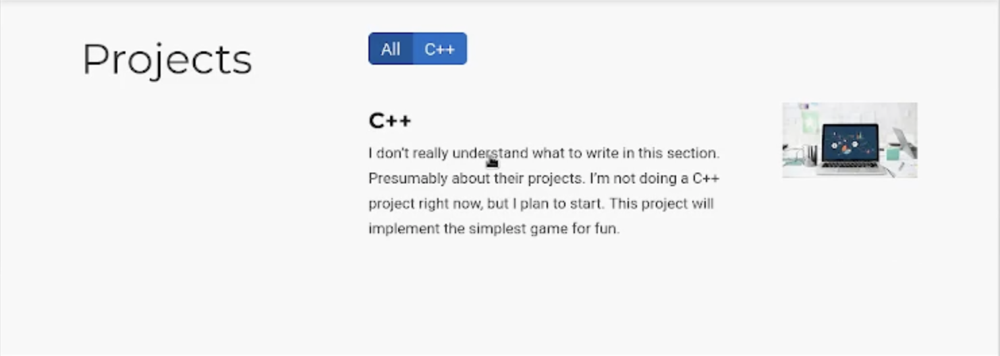 Projects
All C++
C++
I don't really understand what to write in this section.
Presumably about their projects. I'm not doing a C++
project right now, but I plan to start. This project will
implement the simplest game for fun.